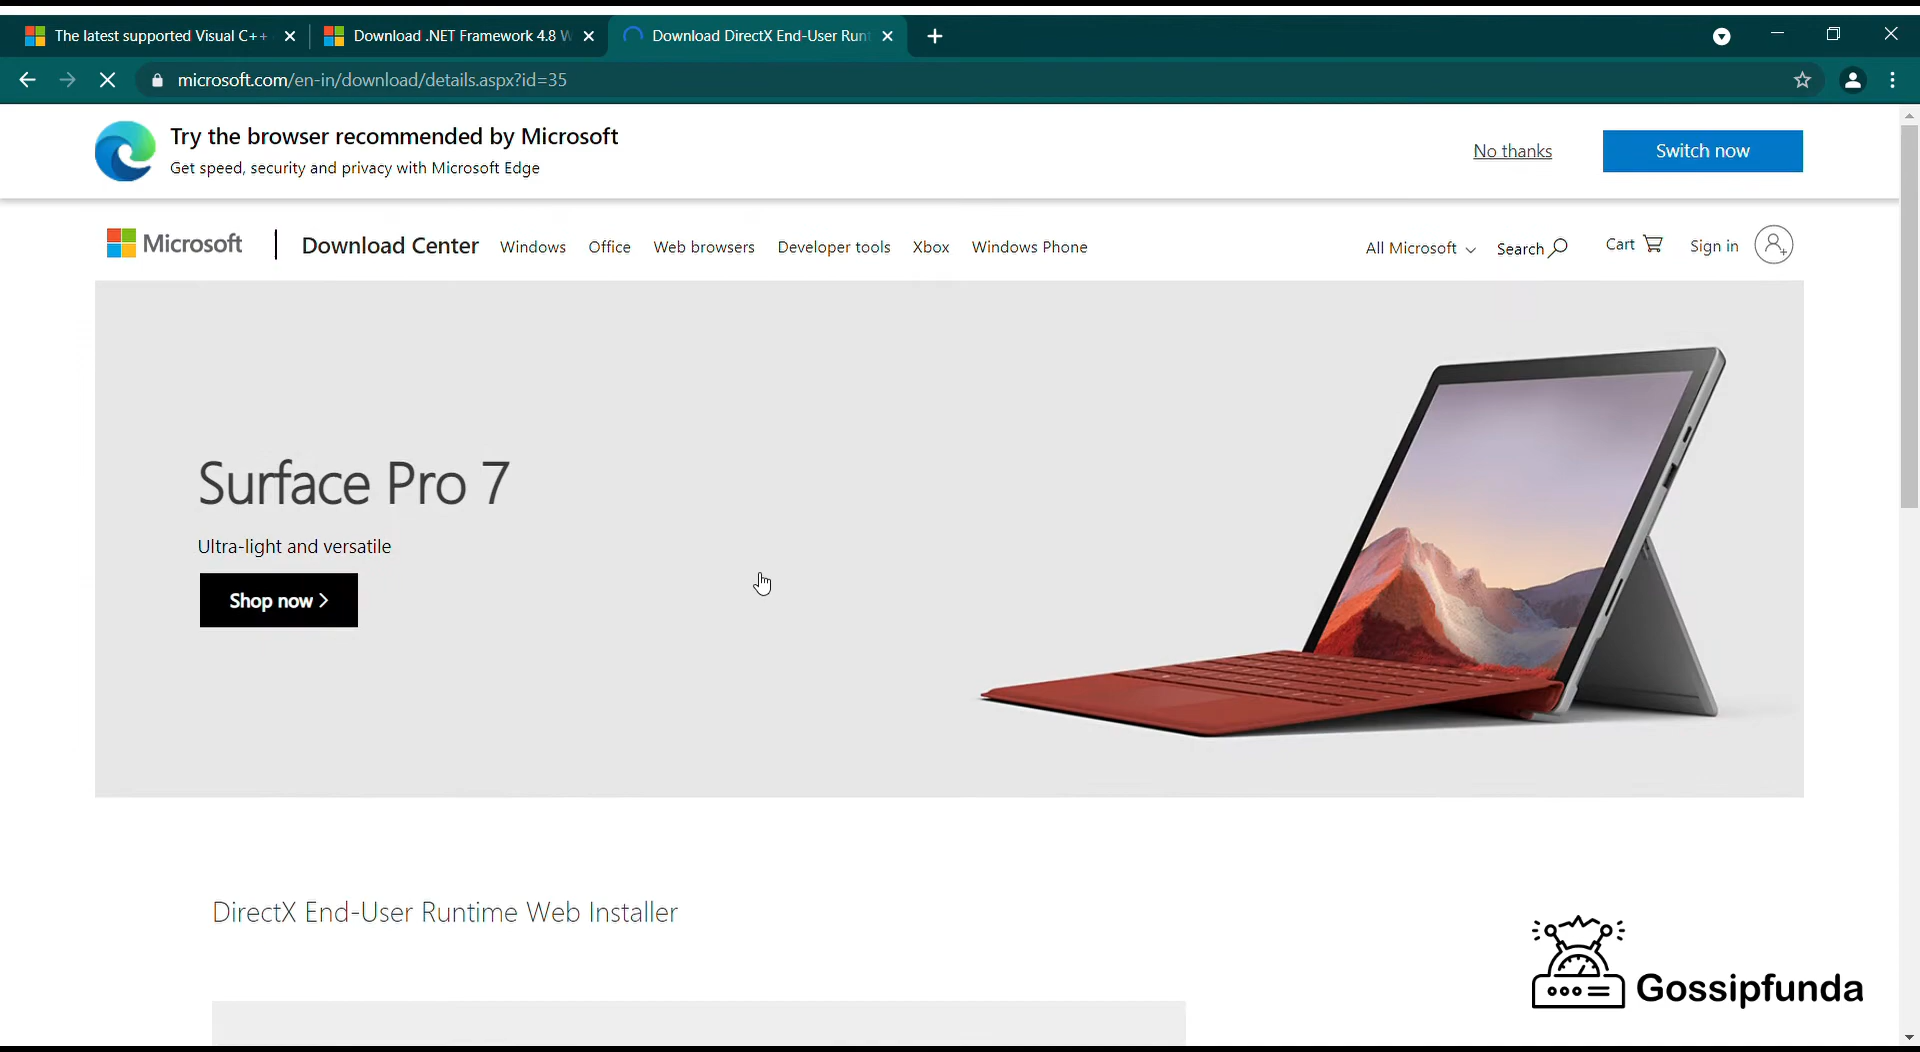 The latest supported Visual C++
Download .NET Framework 4.8 W
Download DirectX End-User Runt
microsoft.com/en-in/download/details.aspx?id=35
Try the browser recommended by Microsoft
Get speed, security and privacy with Microsoft Edge
No thanks
Switch now
Microsoft
Download Center
Windows
Office
Web browsers
Developer tools
Xbox
Windows Phone
All Microsoft
Search
Cart
Sign in
Surface Pro 7
Ultra-light and versatile
Shop now >
DirectX End-User Runtime Web Installer
Gossipfunda